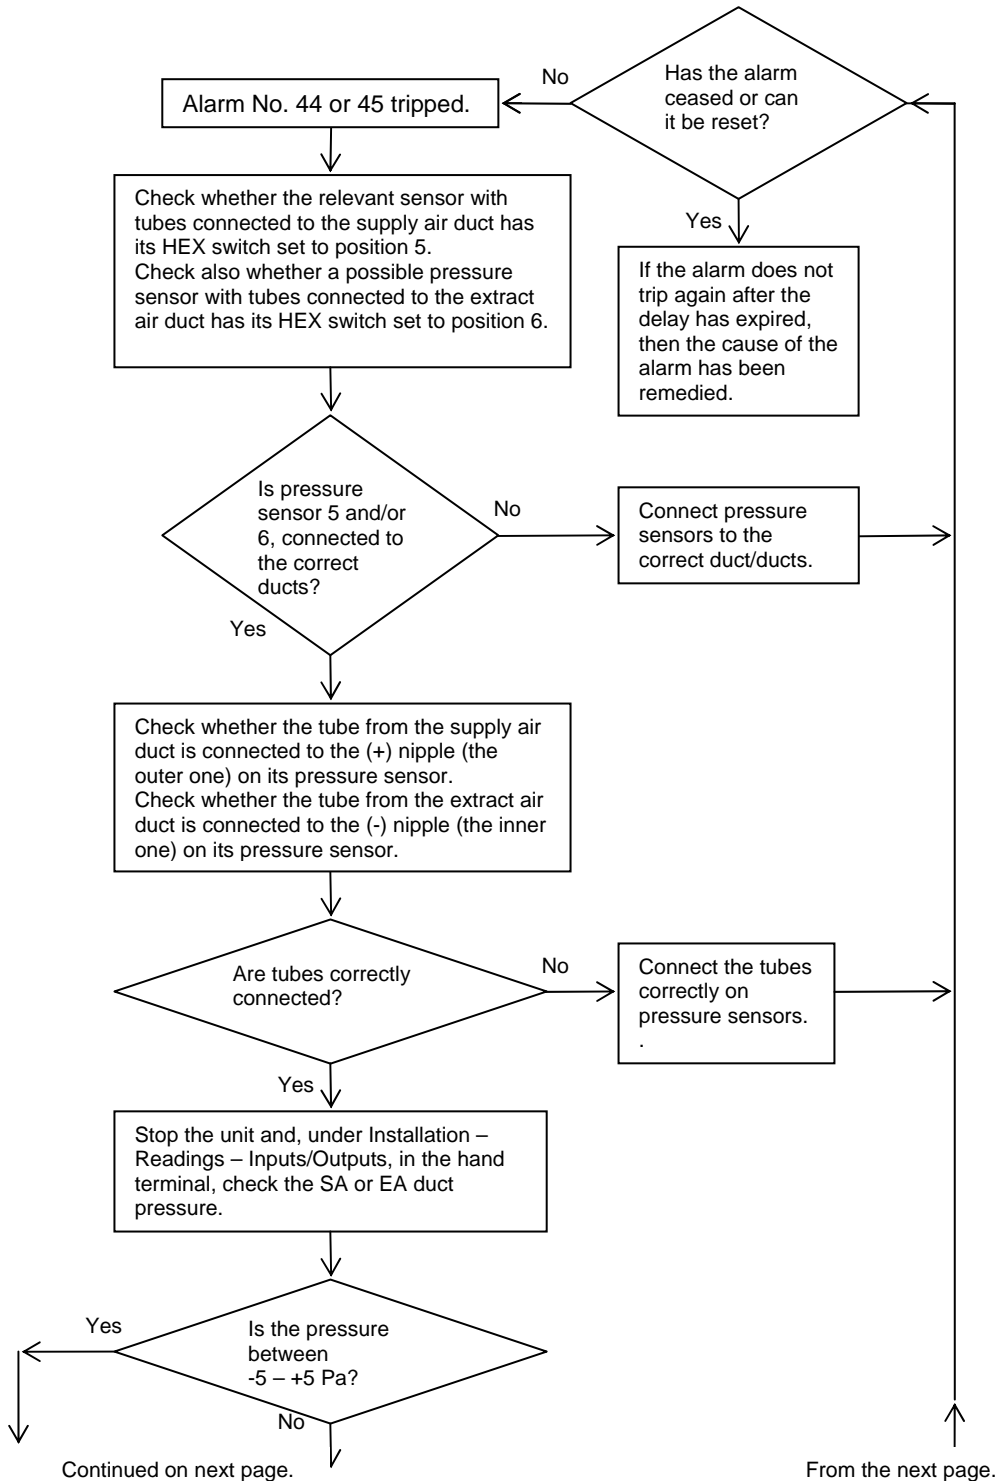 No
Has the alarm
ceased or can
it be reset?
Alarm No. 44 or 45 tripped.
Check whether the relevant sensor with
tubes connected to the supply air duct has
its HEX switch set to position 5.
Check also whether a possible pressure
sensor with tubes connected to the extract
air duct has its HEX switch set to position 6.
Yes
If the alarm does not
trip again after the
delay has expired,
then the cause of the
alarm has been
remedied.
Is pressure
sensor 5 and/or
6, connected to
the correct
ducts?
No
Connect pressure
sensors to the
correct duct/ducts.
Yes
Check whether the tube from the supply air
duct is connected to the (+) nipple (the
outer one) on its pressure sensor.
Check whether the tube from the extract air
duct is connected to the (-) nipple (the inner
one) on its pressure sensor.
Are tubes correctly
connected?
No
Connect the tubes
correctly on
pressure sensors.
.
Yes
Stop the unit and, under Installation –
Readings – Inputs/Outputs, in the hand
terminal, check the SA or EA duct
pressure.
Yes
Is the pressure
between
-5 – +5 Pa?
No
Continued on next page.
From the next page.